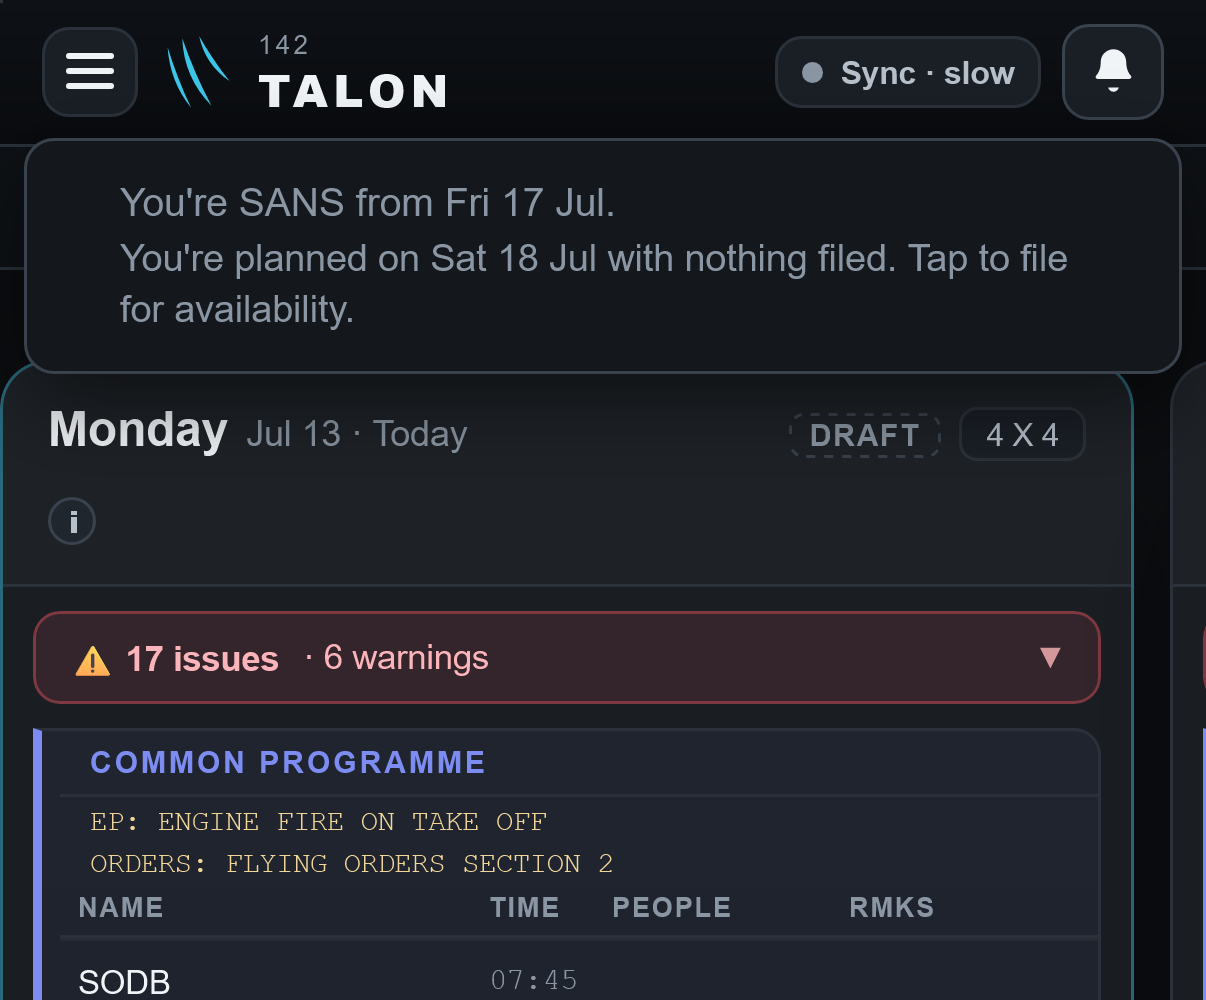 142
TALON
Sync · slow
You're SANS from Fri 17 Jul.
You're planned on Sat 18 Jul with nothing filed. Tap to file
for availability.
Monday Jul 13 · Today
DRAFT
4 X 4
i
17 issues · 6 warnings
COMMON PROGRAMME
EP: ENGINE FIRE ON TAKE OFF
ORDERS: FLYING ORDERS SECTION 2
NAME TIME PEOPLE RMKS
SODB 07:45